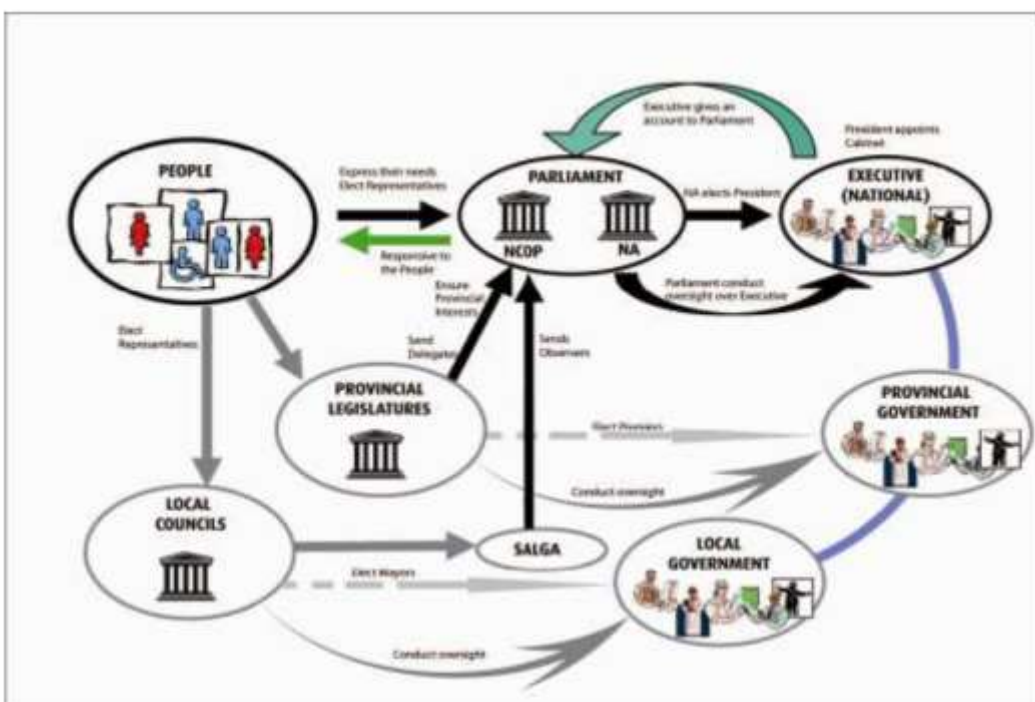 Executive gives an
account to Parliament
President appoints
Cabinet
PEOPLE
Express their needs
Elect Representatives
PARLIAMENT
NCOP
NA
NA elects President
EXECUTIVE
(NATIONAL)
Responsive to
the People
Ensure
Provincial
Interests
Parliament conduct
oversight over Executive
Elect
Representatives
Send
Delegates
Sends
Observers
PROVINCIAL
LEGISLATURES
PROVINCIAL
GOVERNMENT
Elect Premiers
Conduct oversight
LOCAL
COUNCILS
SALGA
LOCAL
GOVERNMENT
Elect Mayors
Conduct oversight